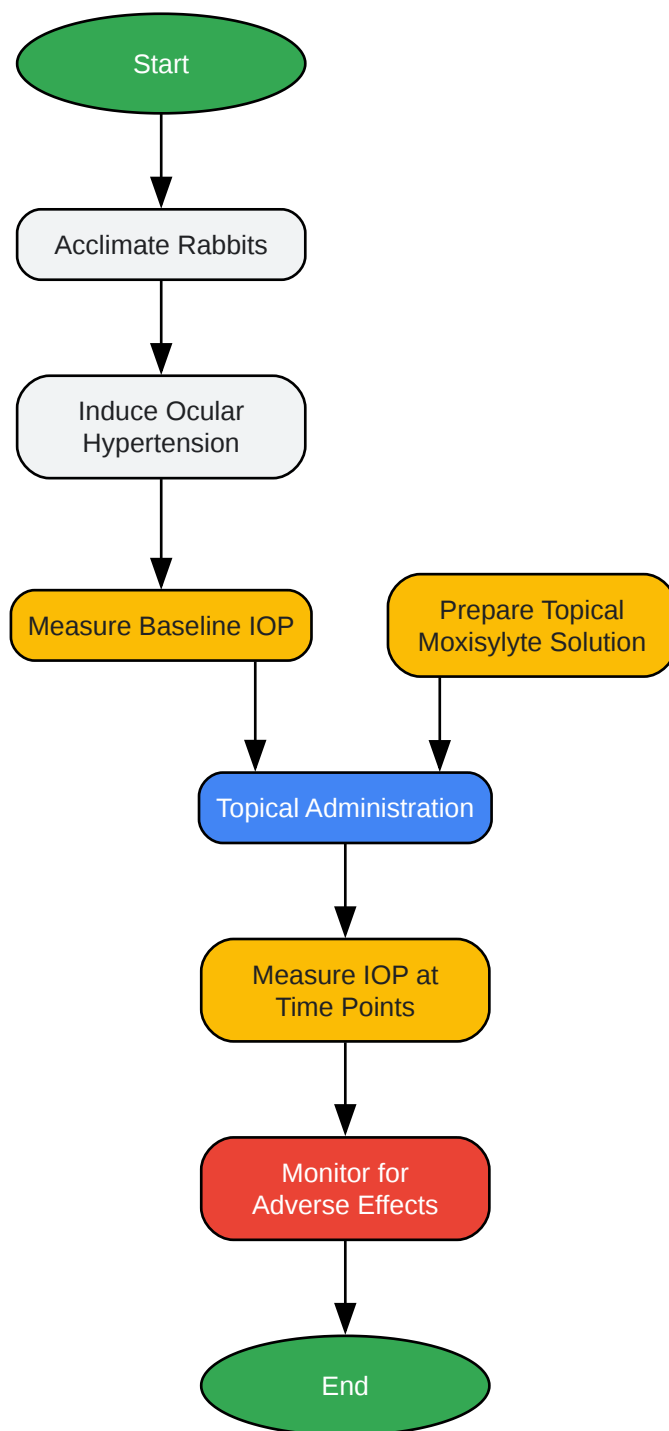 Start
Acclimate Rabbits
Induce Ocular
Hypertension
Measure Baseline IOP
Prepare Topical
Moxisylyte Solution
Topical Administration
Measure IOP at
Time Points
Monitor for
Adverse Effects
End